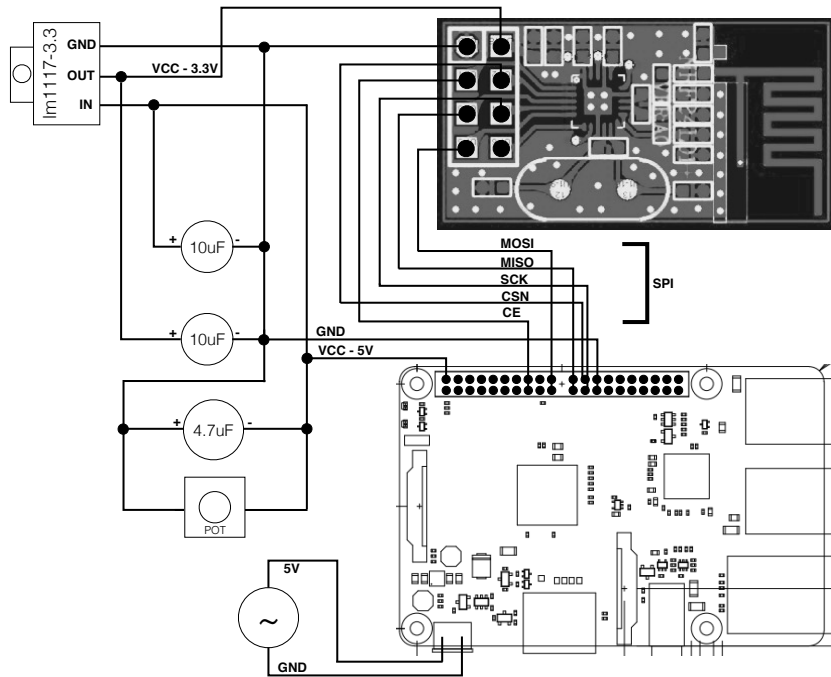 lm1117-3.3
GND
OUT
IN
VCC - 3.3V
+ 10uF -
+ 10uF -
+ 4.7uF -
POT
MOSI
MISO
SCK
CSN
CE
SPI
GND
VCC - 5V
5V
~
GND